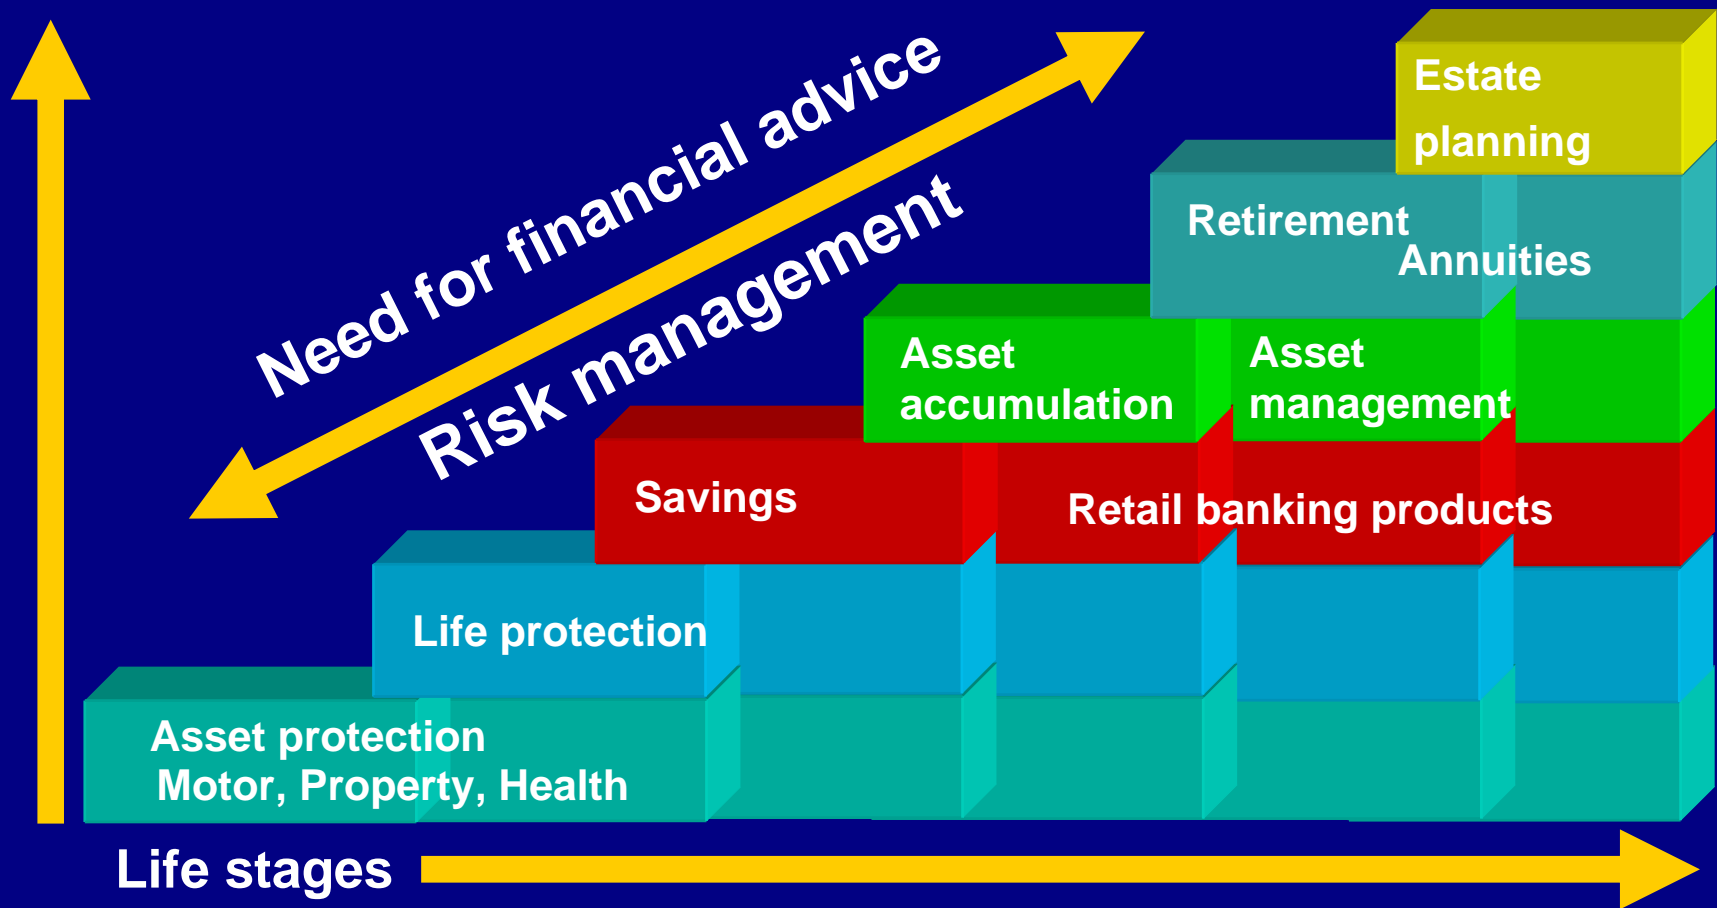 Need for financial advice
Risk management
Estate
planning
Retirement
Annuities
Asset
accumulation
Asset
management
Savings
Retail banking products
Life protection
Asset protection
Motor, Property, Health
Life stages